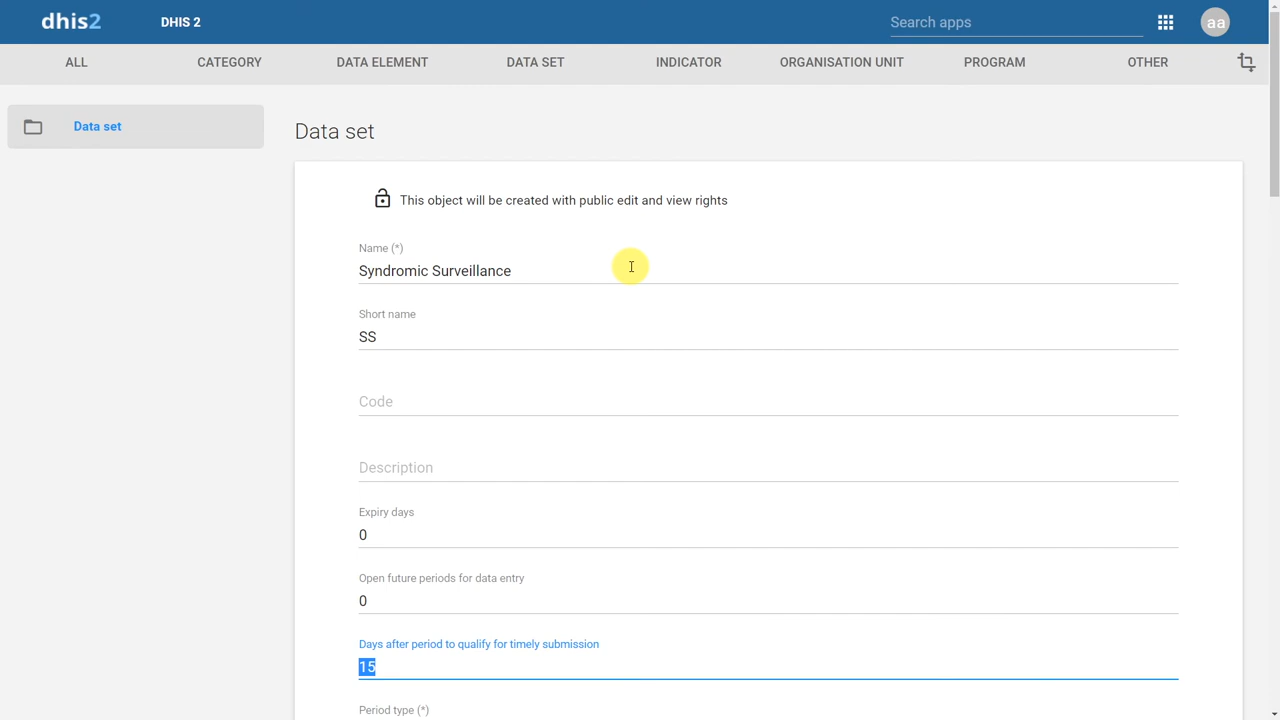 dhis2 DHIS 2 Search apps aa
ALL CATEGORY DATA ELEMENT DATA SET INDICATOR ORGANISATION UNIT PROGRAM OTHER
Data set
Data set
This object will be created with public edit and view rights
Name (*)
Syndromic Surveillance
Short name
SS
Code
Description
Expiry days
0
Open future periods for data entry
0
Days after period to qualify for timely submission
15
Period type (*)